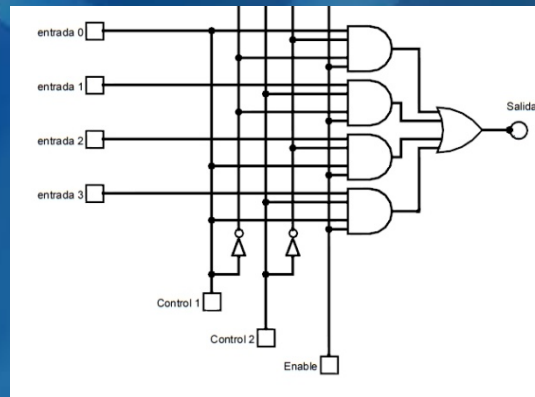 entrada 0
entrada 1
Salida
entrada 2
entrada 3
Control 1
Control 2
Enable